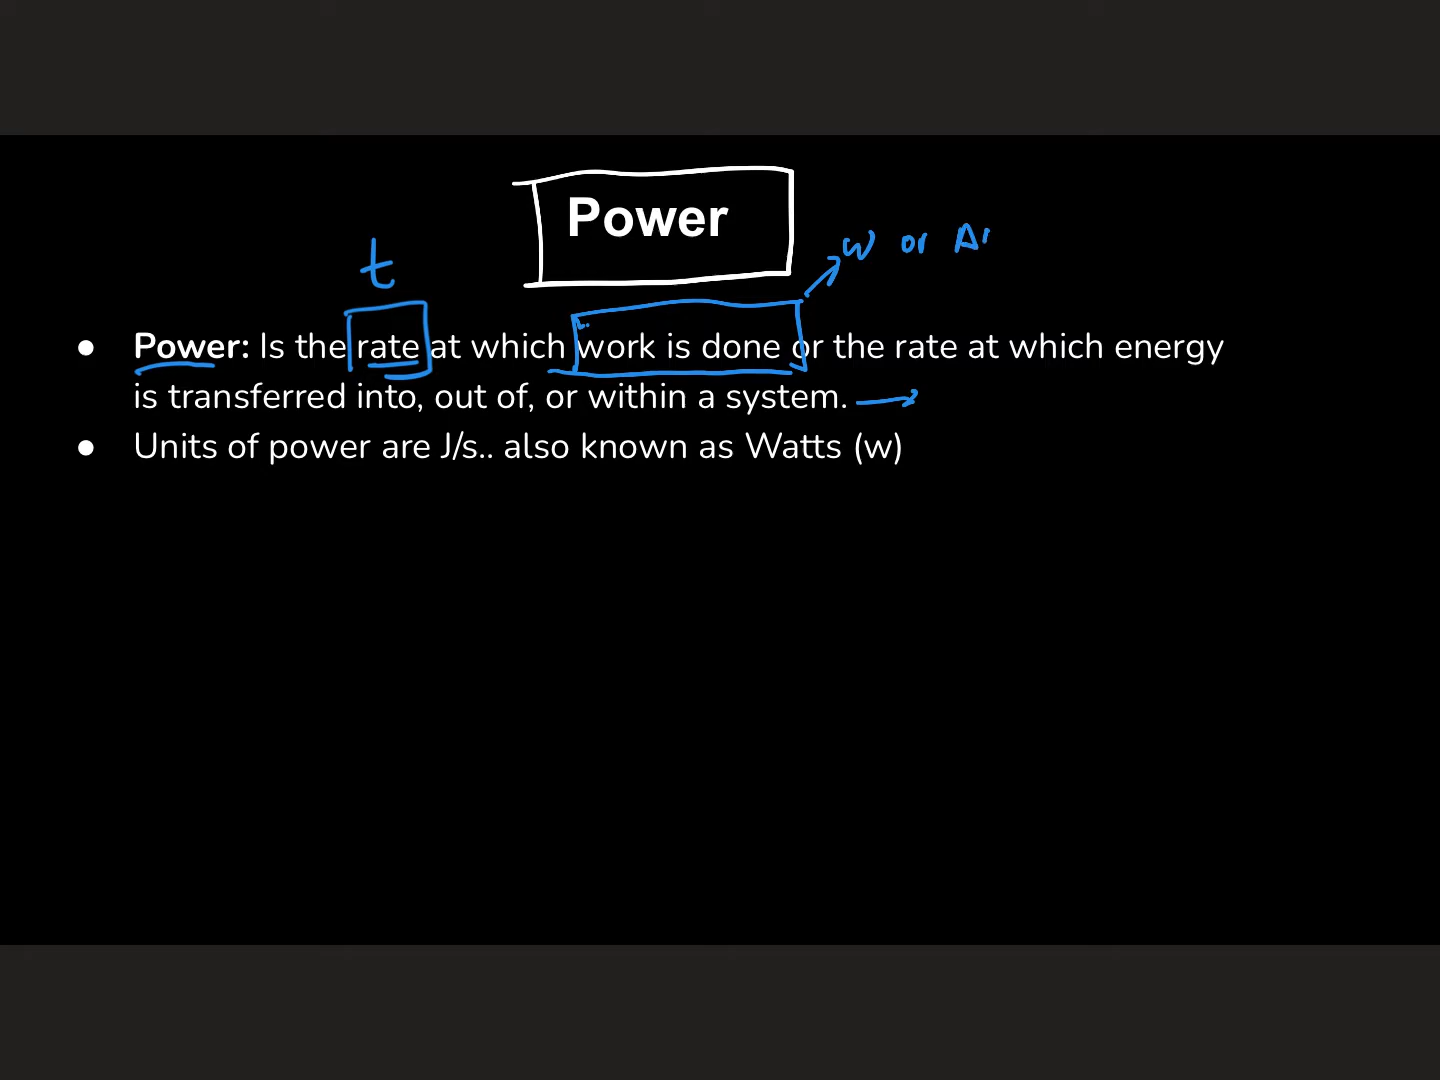 Power
w or
t
● Power: Is the rate at which work is done or the rate at which energy
is transferred into, out of, or within a system.
● Units of power are J/s.. also known as Watts (w)